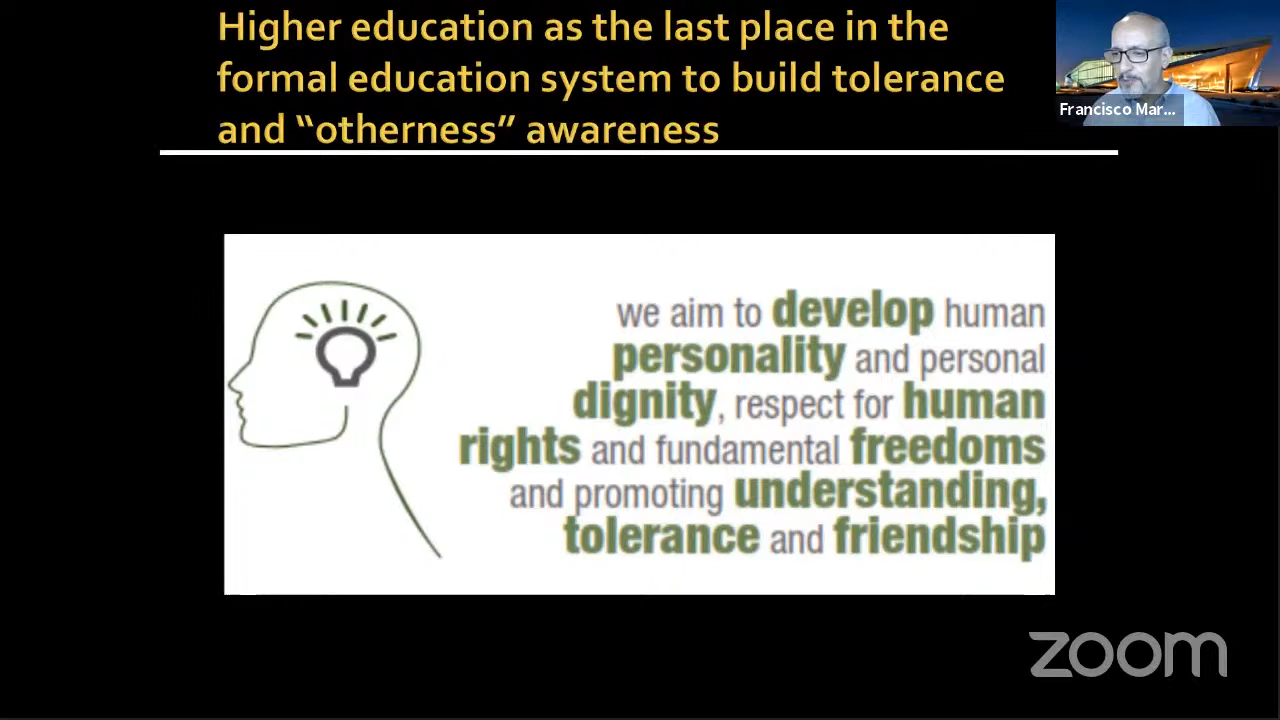 Higher education as the last place in the
formal education system to build tolerance
and “otherness” awareness
Francisco Mar...
we aim to develop human
personality and personal
dignity, respect for human
rights and fundamental freedoms
and promoting understanding,
tolerance and friendship
zoom